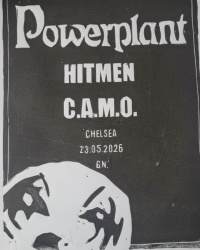 Powerplant
HITMEN
C.A.M.O.
CHELSEA
23.05.2026
GN.